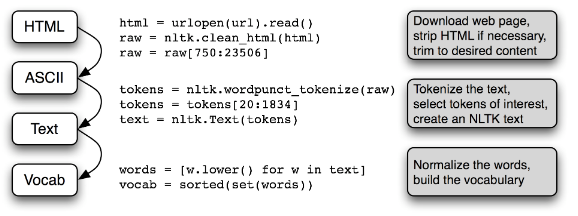 HTML
html = urlopen(url).read()
raw = nltk.clean_html(html)
raw = raw[750:23506]
Download web page,
strip HTML if necessary,
trim to desired content
ASCII
tokens = nltk.wordpunct_tokenize(raw)
tokens = tokens[20:1834]
text = nltk.Text(tokens)
Tokenize the text,
select tokens of interest,
create an NLTK text
Text
Vocab
words = [w.lower() for w in text]
vocab = sorted(set(words))
Normalize the words,
build the vocabulary